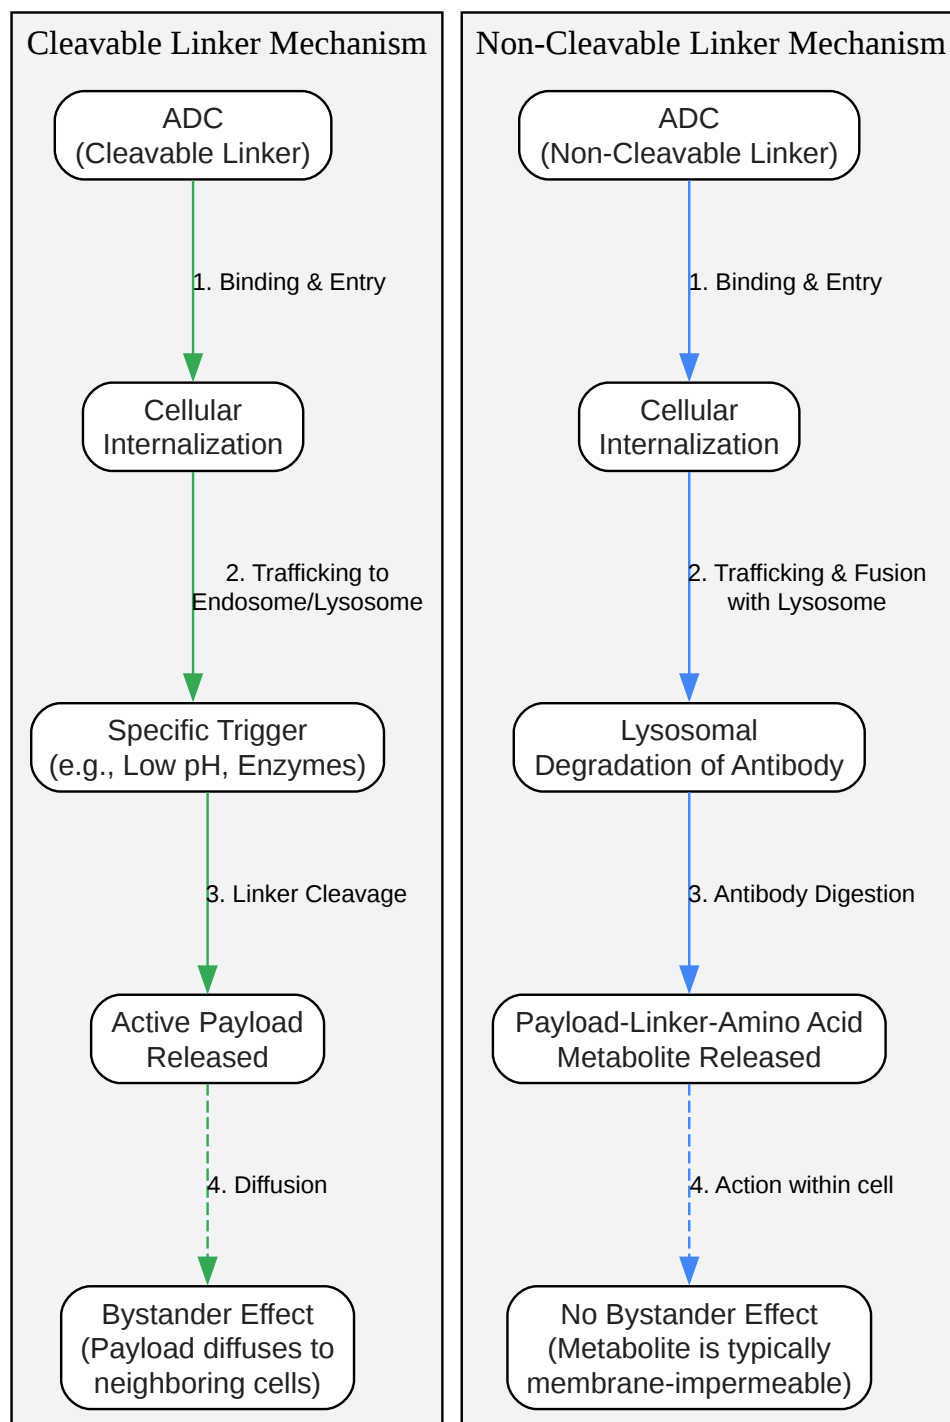 Cleavable Linker Mechanism
ADC
(Cleavable Linker)
1. Binding & Entry
Cellular
Internalization
2. Trafficking to
Endosome/Lysosome
Specific Trigger
(e.g., Low pH, Enzymes)
3. Linker Cleavage
Active Payload
Released
4. Diffusion
Bystander Effect
(Payload diffuses to
neighboring cells)
Non-Cleavable Linker Mechanism
ADC
(Non-Cleavable Linker)
1. Binding & Entry
Cellular
Internalization
2. Trafficking & Fusion
with Lysosome
Lysosomal
Degradation of Antibody
3. Antibody Digestion
Payload-Linker-Amino Acid
Metabolite Released
4. Action within cell
No Bystander Effect
(Metabolite is typically
membrane-impermeable)